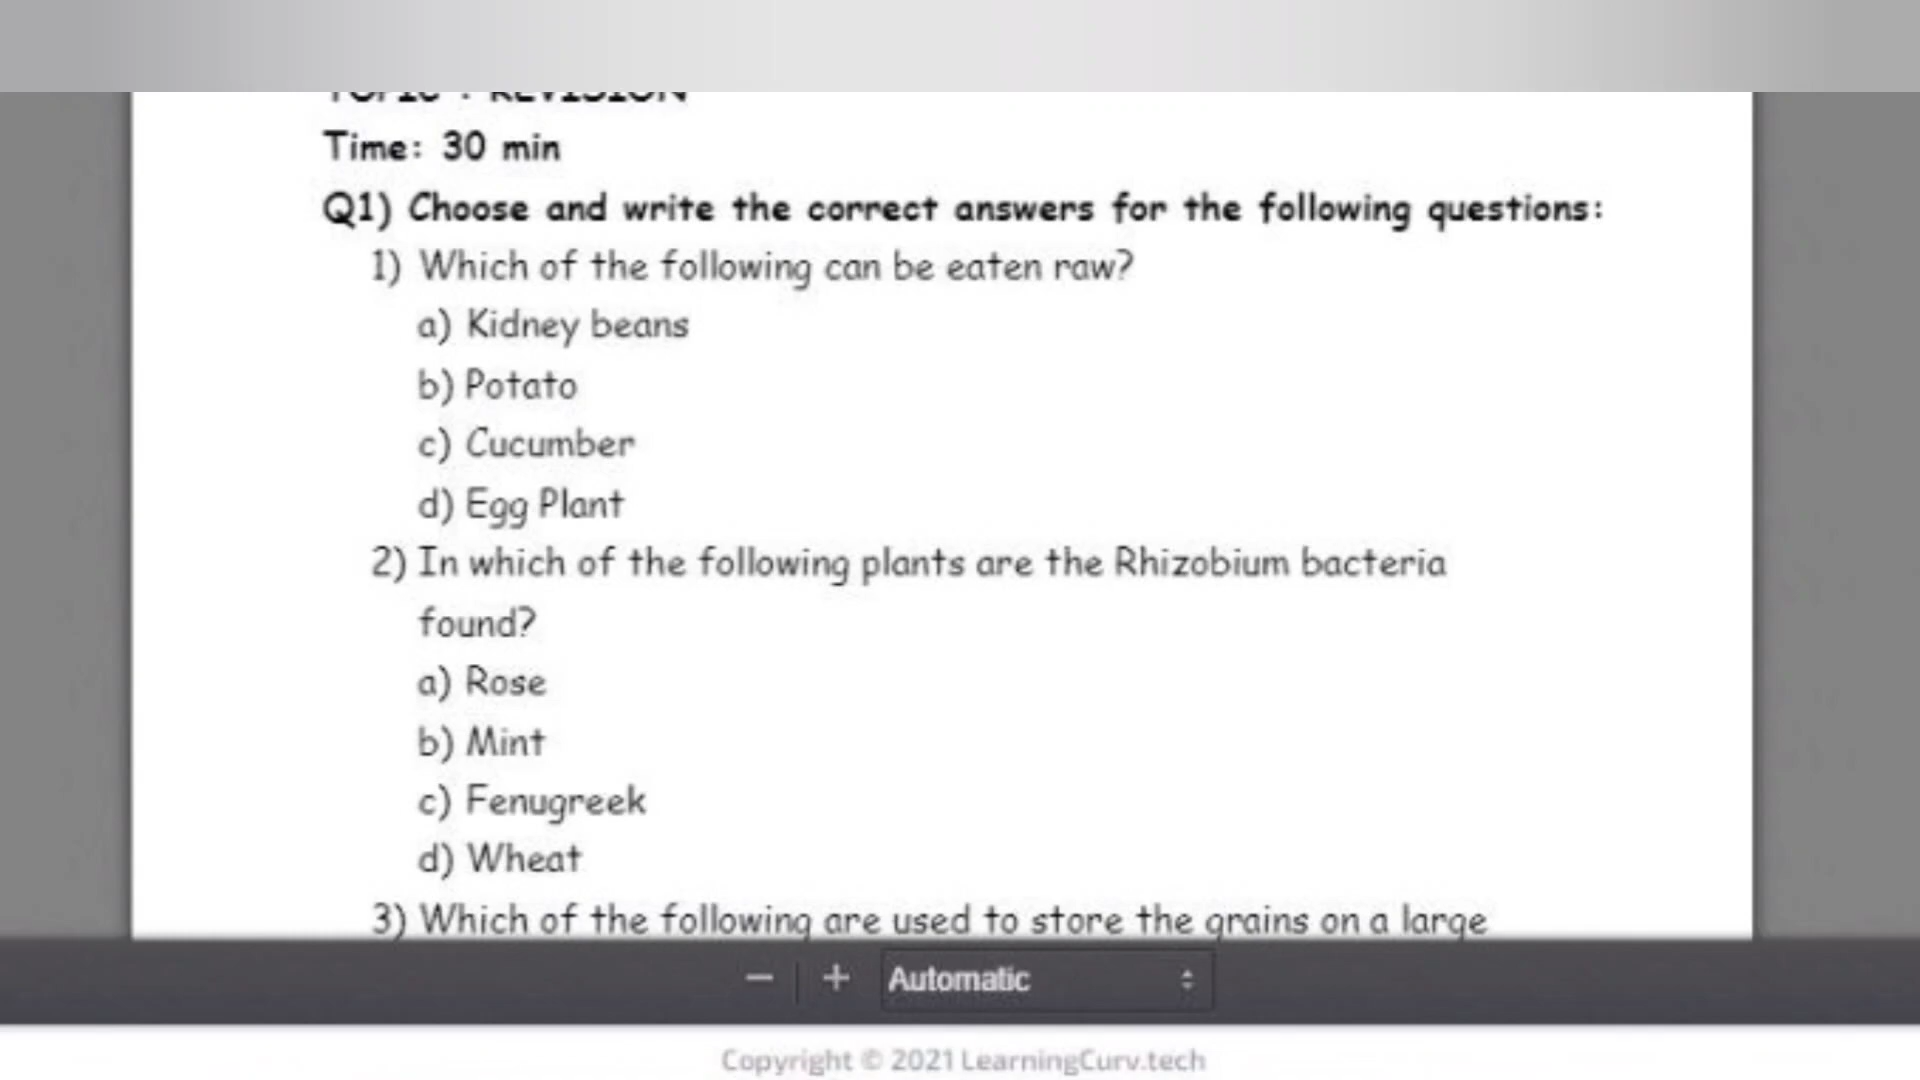 TOPIC : REVISION
Time: 30 min
Q1) Choose and write the correct answers for the following questions:
1) Which of the following can be eaten raw?
a) Kidney beans
b) Potato
c) Cucumber
d) Egg Plant
2) In which of the following plants are the Rhizobium bacteria
found?
a) Rose
b) Mint
c) Fenugreek
d) Wheat
3) Which of the following are used to store the grains on a large
− + Automatic
Copyright © 2021 LearningCurv.tech